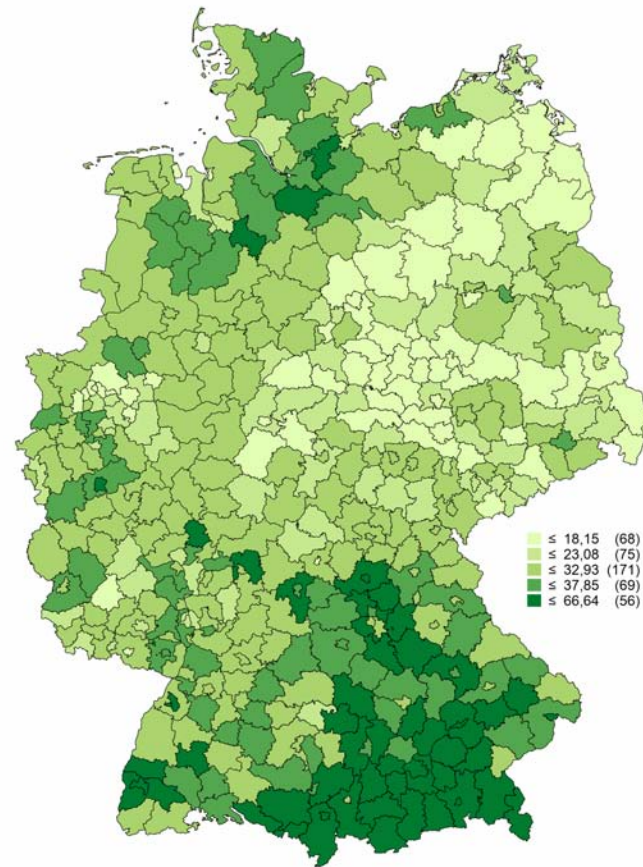 ≤ 18,15 (68)
≤ 23,08 (75)
≤ 32,93 (171)
≤ 37,85 (69)
≤ 66,64 (56)